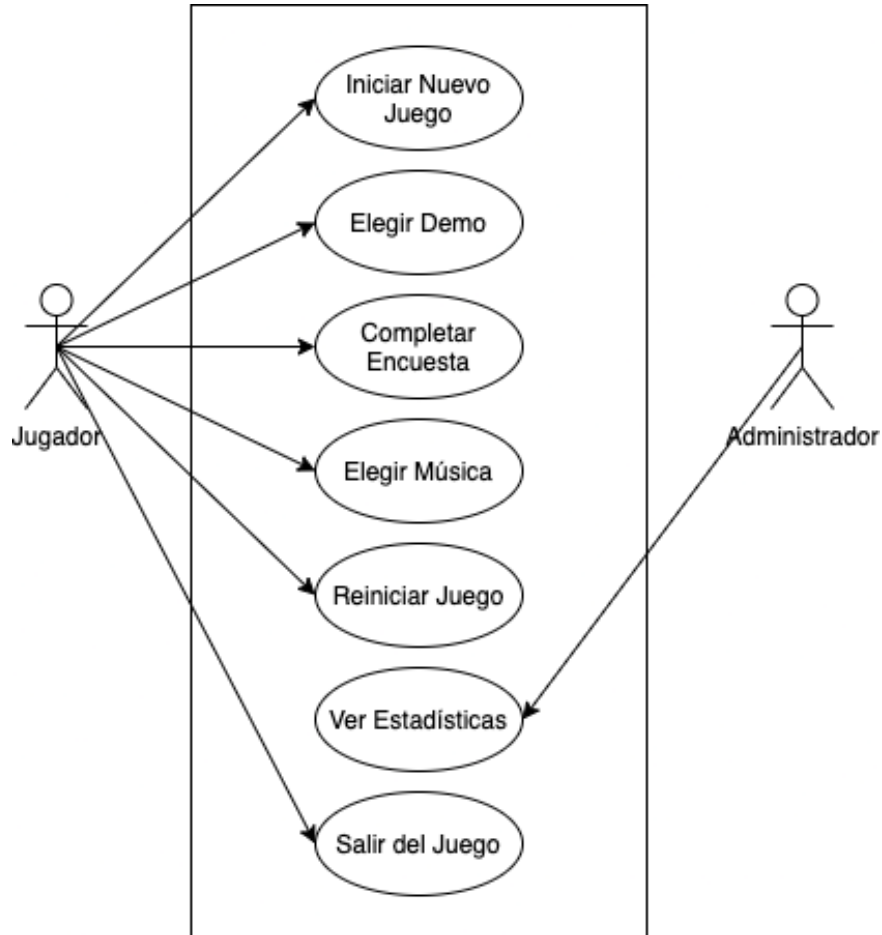 Iniciar Nuevo
Juego
Elegir Demo
Completar
Encuesta
Jugador
Administrador
Elegir Música
Reiniciar Juego
Ver Estadísticas
Salir del Juego